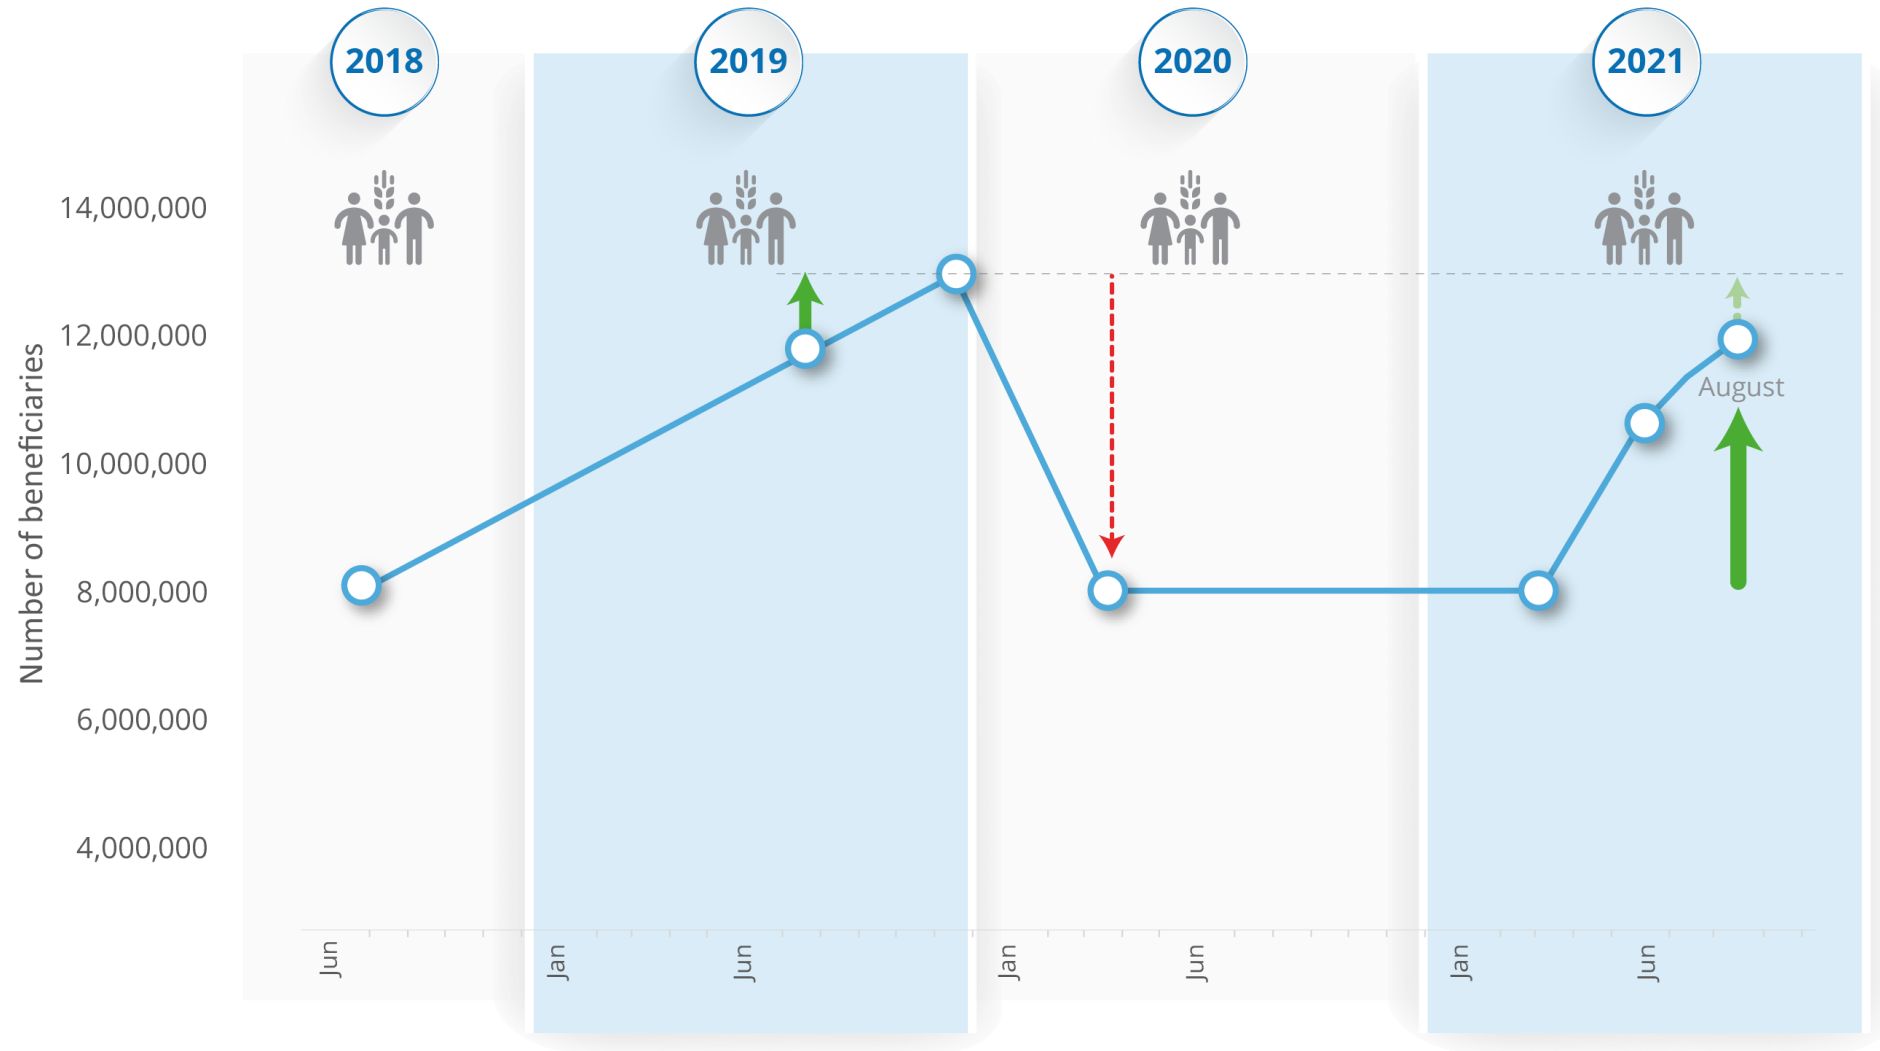 2018
2019
2020
2021
Number of beneficiaries
14,000,000
12,000,000
10,000,000
8,000,000
6,000,000
4,000,000
August
Jun
Jan
Jun
Jan
Jun
Jan
Jun